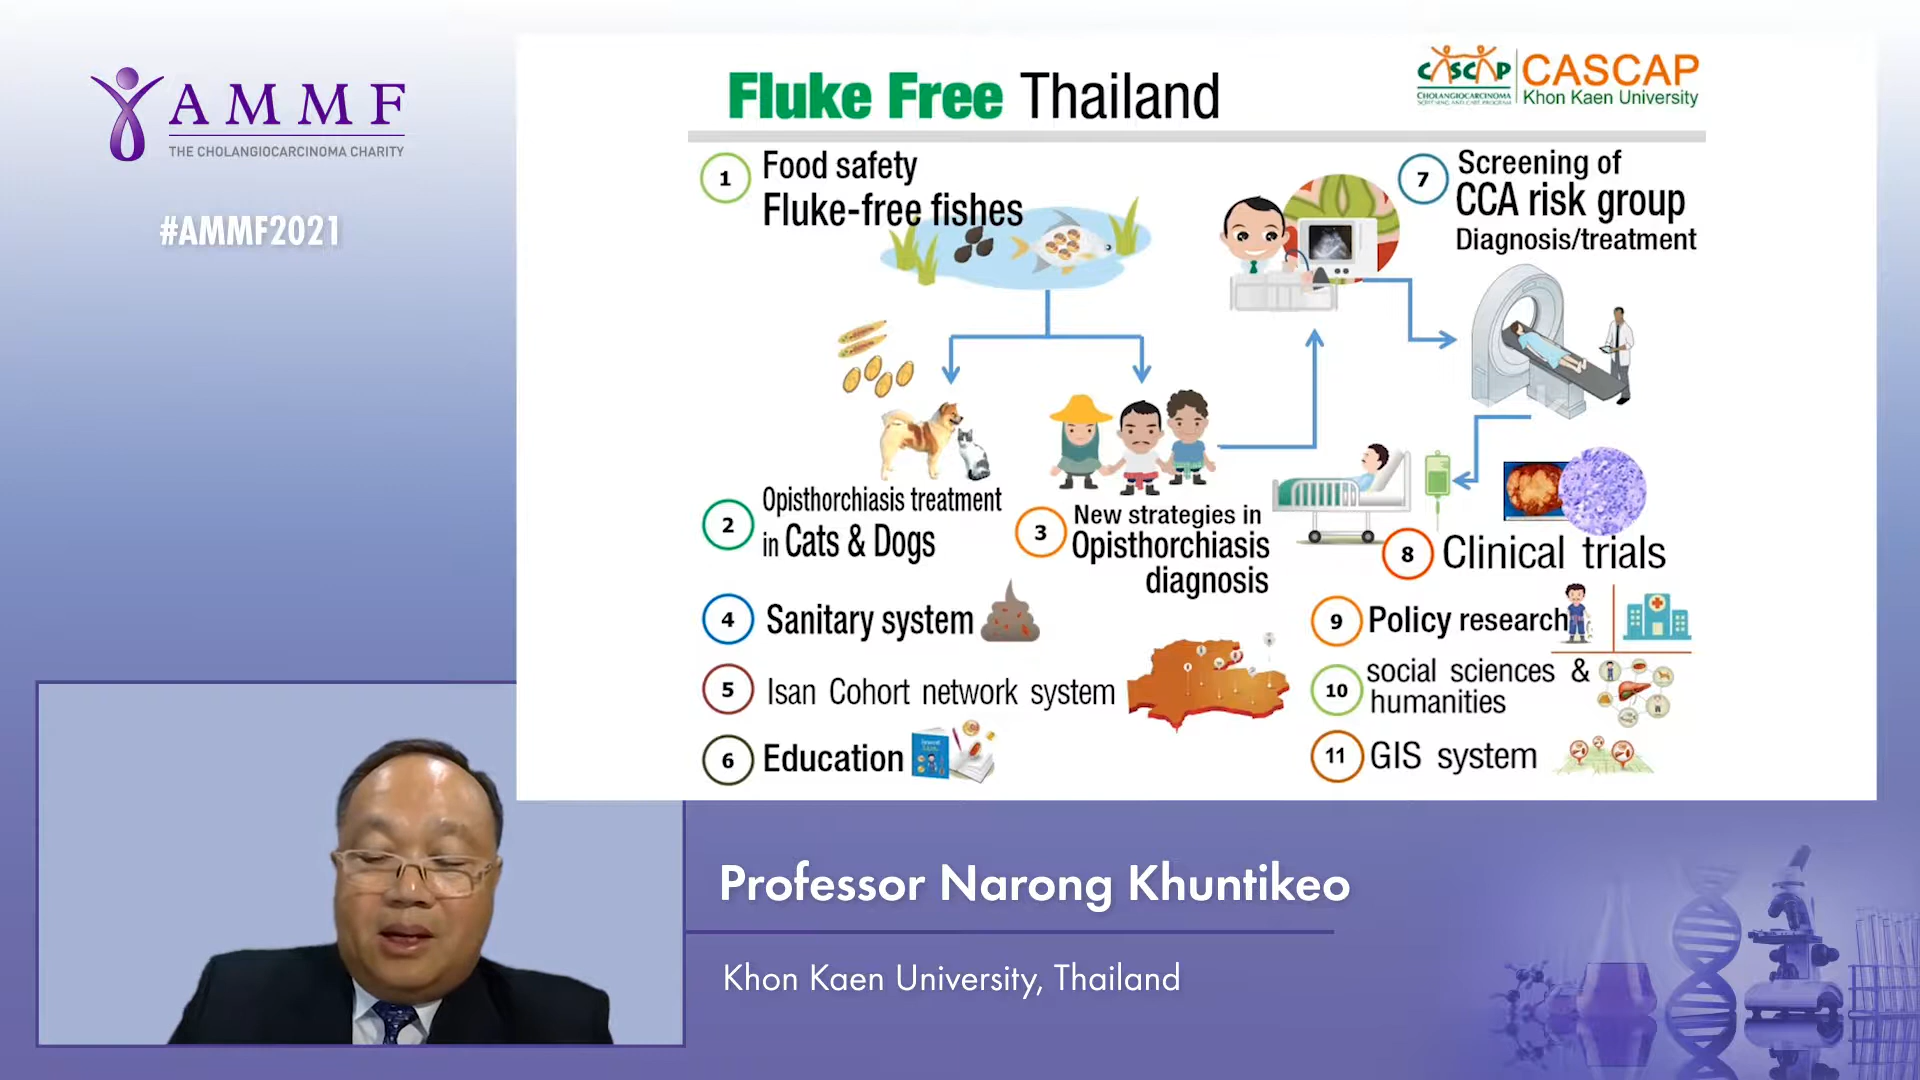 AMMF
THE CHOLANGIOCARCINOMA CHARITY
#AMMF2021
Fluke Free Thailand
CASCAP
CHOLANGIOCARCINOMA
CASCAP
Khon Kaen University
1
Food safety
Fluke-free fishes
7
Screening of
CCA risk group
Diagnosis/treatment
2
Opisthorchiasis treatment
in Cats & Dogs
3
New strategies in
Opisthorchiasis
diagnosis
8
Clinical trials
4
Sanitary system
9
Policy research
5
Isan Cohort network system
10
social sciences &
humanities
6
Education
11
GIS system
Professor Narong Khuntikeo
Khon Kaen University, Thailand